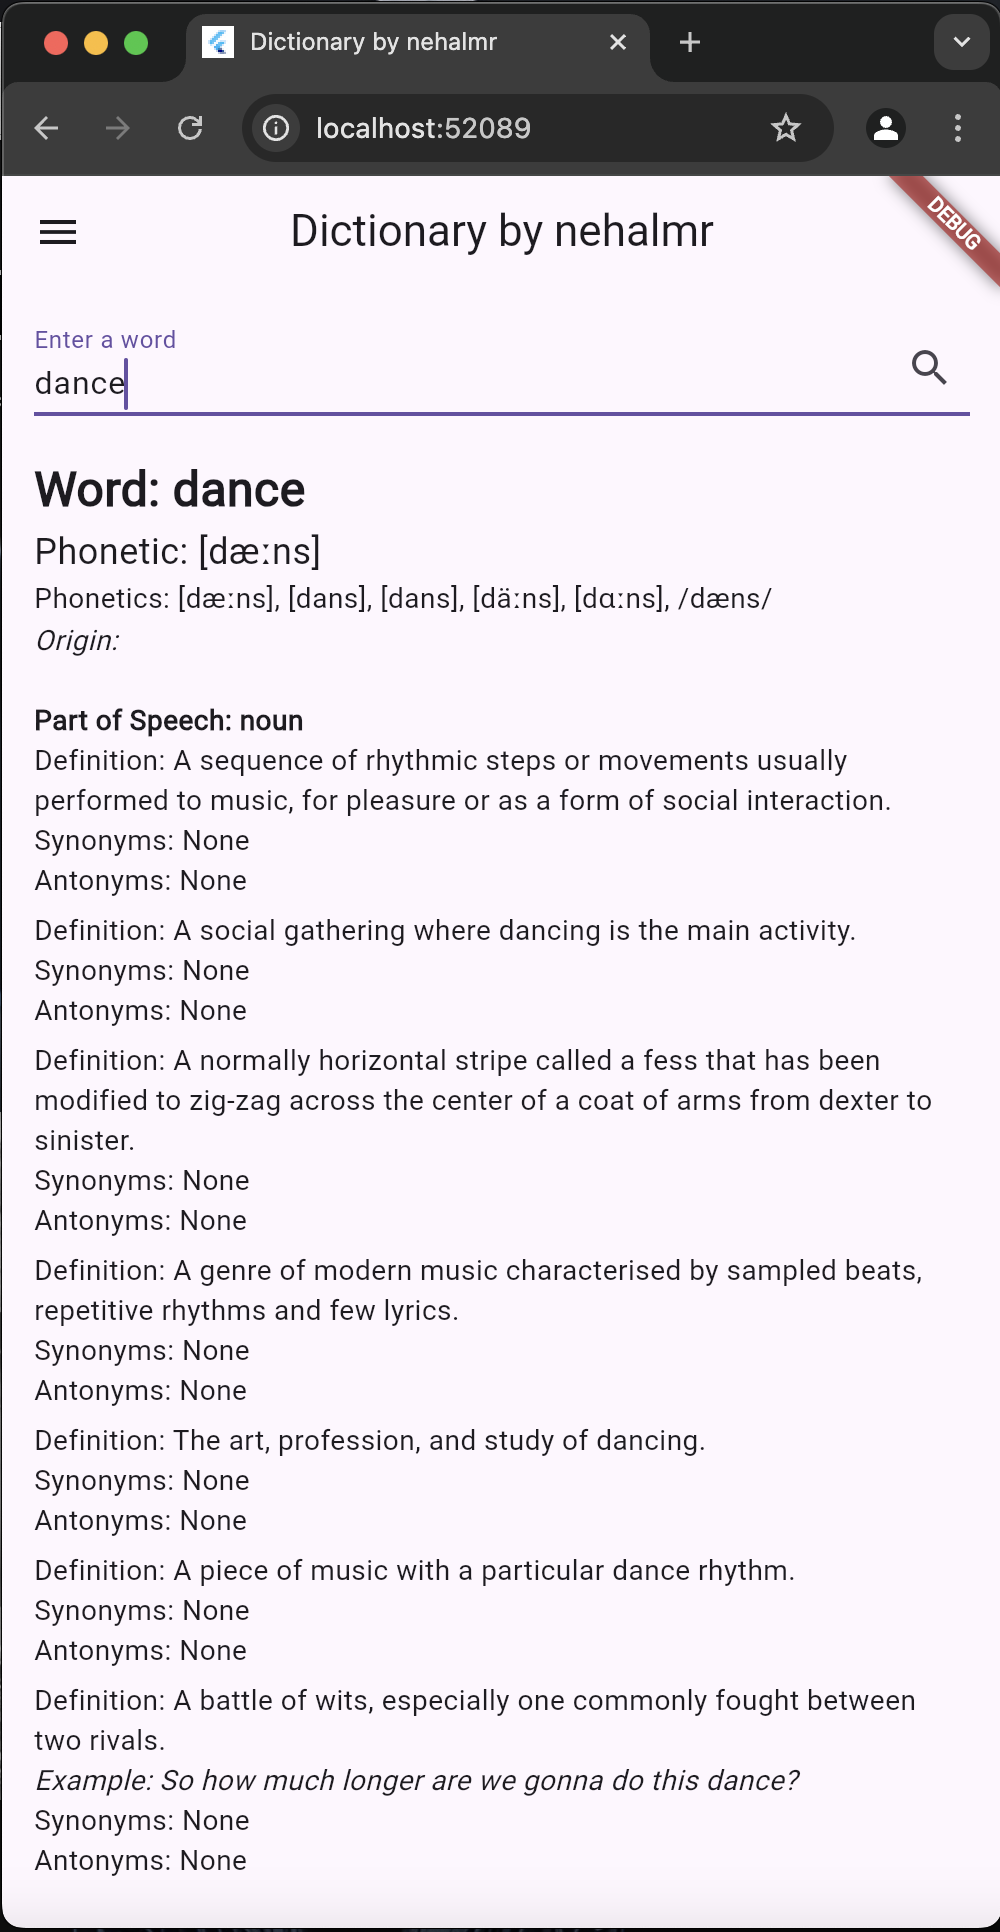 Dictionary by nehalmr
localhost:52089
Dictionary by nehalmr
DEBUG
Enter a word
dance
Word: dance
Phonetic: [dæːns]
Phonetics: [dæːns], [dans], [dans], [däːns], [dɑːns], /dæns/
Origin:
Part of Speech: noun
Definition: A sequence of rhythmic steps or movements usually
performed to music, for pleasure or as a form of social interaction.
Synonyms: None
Antonyms: None
Definition: A social gathering where dancing is the main activity.
Synonyms: None
Antonyms: None
Definition: A normally horizontal stripe called a fess that has been
modified to zig-zag across the center of a coat of arms from dexter to
sinister.
Synonyms: None
Antonyms: None
Definition: A genre of modern music characterised by sampled beats,
repetitive rhythms and few lyrics.
Synonyms: None
Antonyms: None
Definition: The art, profession, and study of dancing.
Synonyms: None
Antonyms: None
Definition: A piece of music with a particular dance rhythm.
Synonyms: None
Antonyms: None
Definition: A battle of wits, especially one commonly fought between
two rivals.
Example: So how much longer are we gonna do this dance?
Synonyms: None
Antonyms: None